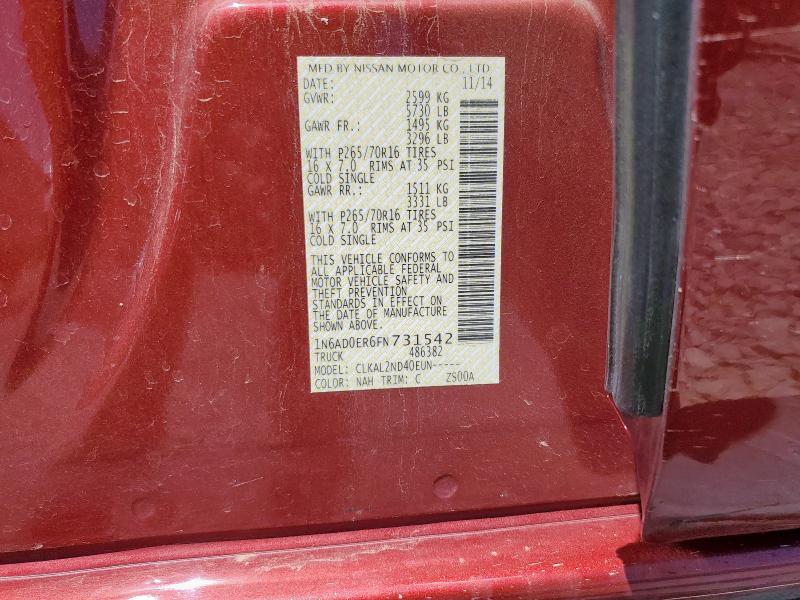 MFD BY NISSAN MOTOR CO., LTD
DATE: 11/14
GVWR: 2599 KG
5730 LB
GAWR FR.: 1495 KG
3296 LB
WITH P265/70R16 TIRES
16 X 7.0 RIMS AT 35 PSI
COLD SINGLE
GAWR RR.: 1511 KG
3331 LB
WITH P265/70R16 TIRES
16 X 7.0 RIMS AT 35 PSI
COLD SINGLE
THIS VEHICLE CONFORMS TO
ALL APPLICABLE FEDERAL
MOTOR VEHICLE SAFETY AND
THEFT PREVENTION
STANDARDS IN EFFECT ON
THE DATE OF MANUFACTURE
SHOWN ABOVE.
1N6AD0ER6FN731542
TRUCK 486382
MODEL: CLKAL2ND40EUN-----
COLOR: NAH TRIM: C ZS00A